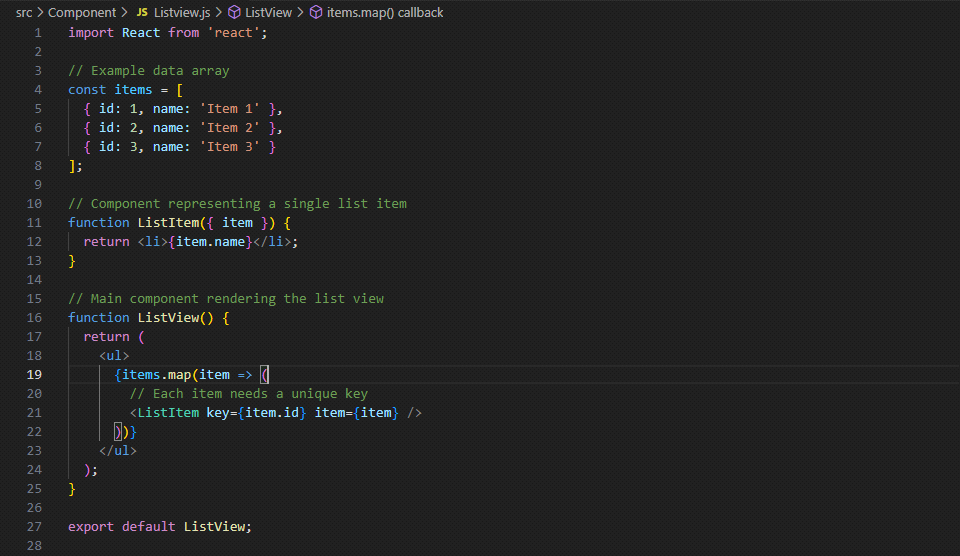 src > Component > JS Listview.js > ListView > items.map() callback
1 import React from 'react';
2
3 // Example data array
4 const items = [
5   { id: 1, name: 'Item 1' },
6   { id: 2, name: 'Item 2' },
7   { id: 3, name: 'Item 3' }
8 ];
9
10 // Component representing a single list item
11 function ListItem({ item }) {
12   return <li>{item.name}</li>;
13 }
14
15 // Main component rendering the list view
16 function ListView() {
17   return (
18     <ul>
19       {items.map(item => (
20         // Each item needs a unique key
21         <ListItem key={item.id} item={item} />
22       ))}
23     </ul>
24   );
25 }
26
27 export default ListView;
28